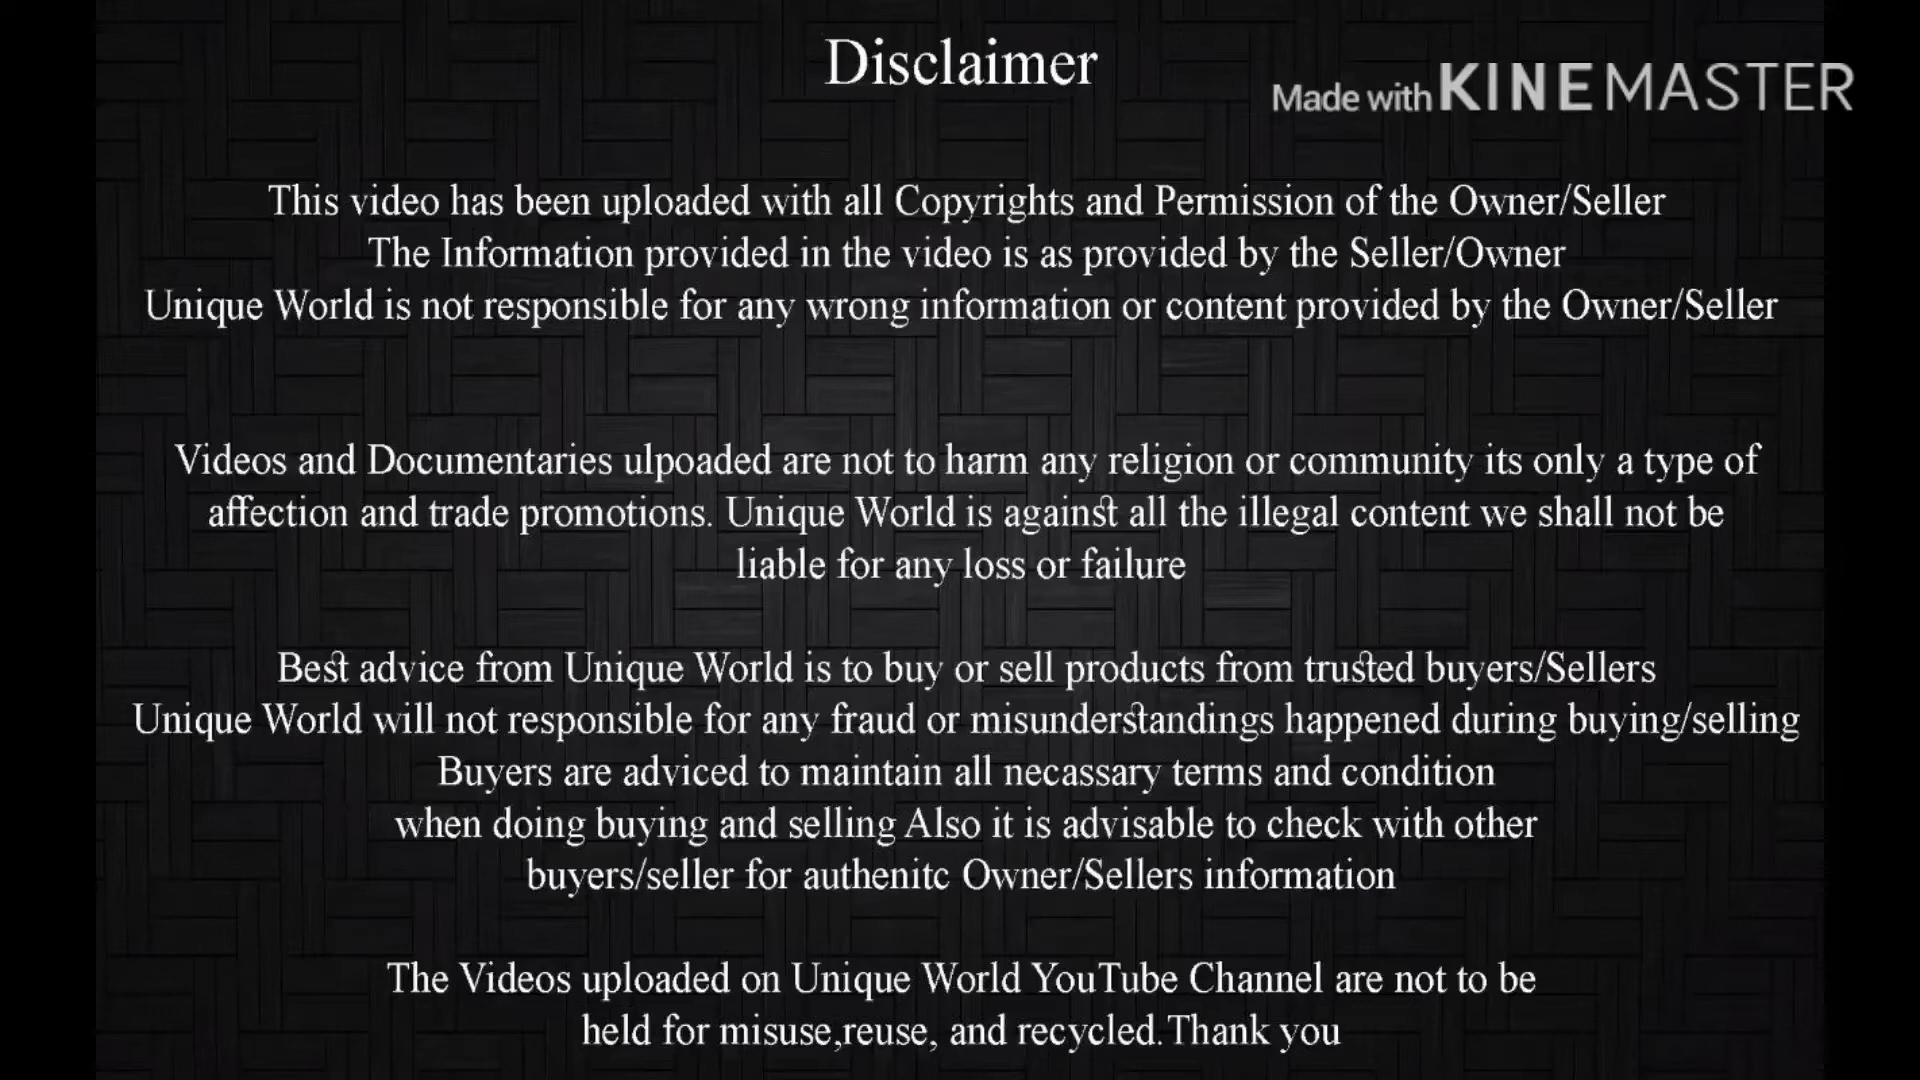 Disclaimer
Made with KINEMASTER
This video has been uploaded with all Copyrights and Permission of the Owner/Seller
The Information provided in the video is as provided by the Seller/Owner
Unique World is not responsible for any wrong information or content provided by the Owner/Seller
Videos and Documentaries ulpoaded are not to harm any religion or community its only a type of
affection and trade promotions. Unique World is against all the illegal content we shall not be
liable for any loss or failure
Best advice from Unique World is to buy or sell products from trusted buyers/Sellers
Unique World will not responsible for any fraud or misunderstandings happened during buying/selling
Buyers are adviced to maintain all necassary terms and condition
when doing buying and selling Also it is advisable to check with other
buyers/seller for authenitc Owner/Sellers information
The Videos uploaded on Unique World YouTube Channel are not to be
held for misuse,reuse, and recycled.Thank you